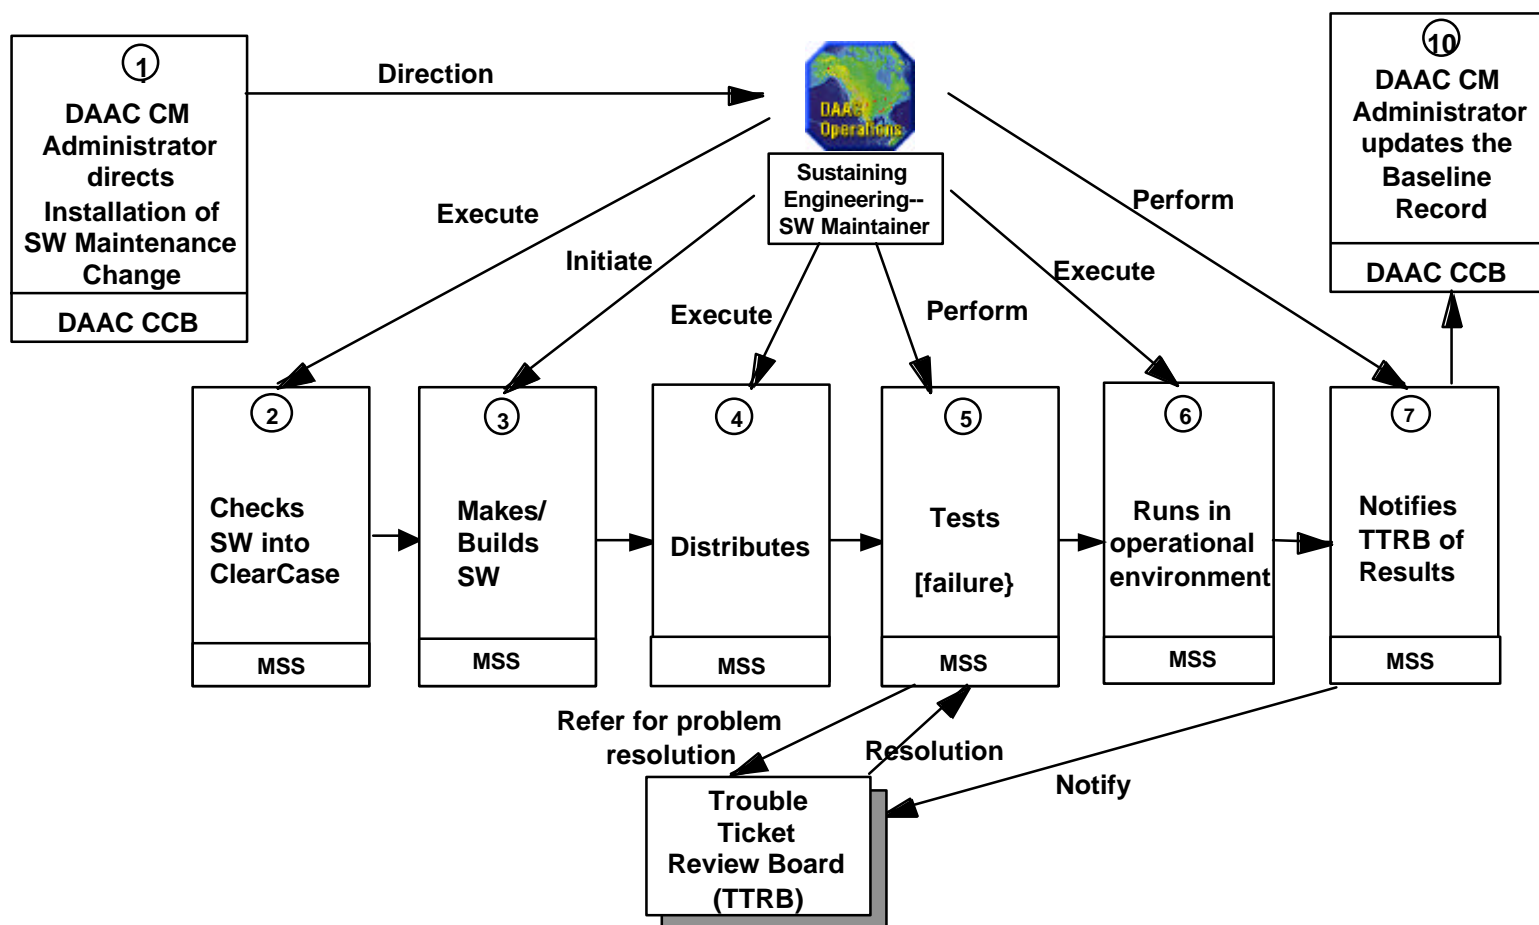 1
DAAC CM
Administrator
directs
Installation of
SW Maintenance
Change
DAAC CCB
Direction
DAAC
Operations
Sustaining
Engineering--
SW Maintainer
10
DAAC CM
Administrator
updates the
Baseline
Record
DAAC CCB
Execute
Initiate
Execute
Perform
Execute
Perform
2
Checks
SW into
ClearCase
MSS
3
Makes/
Builds
SW
MSS
4
Distributes
MSS
5
Tests
[failure}
MSS
6
Runs in
operational
environment
MSS
7
Notifies
TTRB of
Results
MSS
Refer for problem
resolution
Resolution
Notify
Trouble
Ticket
Review Board
(TTRB)